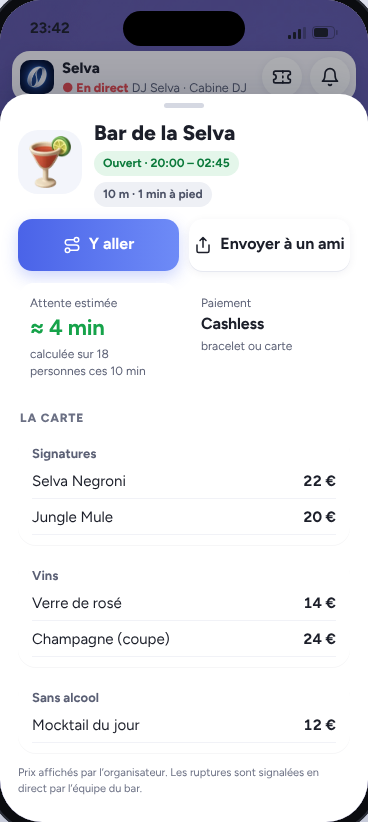 23:42
Selva
En direct DJ Selva · Cabine DJ
Bar de la Selva
Ouvert · 20:00 – 02:45
10 m · 1 min à pied
Y aller
Envoyer à un ami
Attente estimée
≈ 4 min
calculée sur 18
personnes ces 10 min
Paiement
Cashless
bracelet ou carte
LA CARTE
Signatures
Selva Negroni 22 €
Jungle Mule 20 €
Vins
Verre de rosé 14 €
Champagne (coupe) 24 €
Sans alcool
Mocktail du jour 12 €
Prix affichés par l'organisateur. Les ruptures sont signalées en
direct par l'équipe du bar.